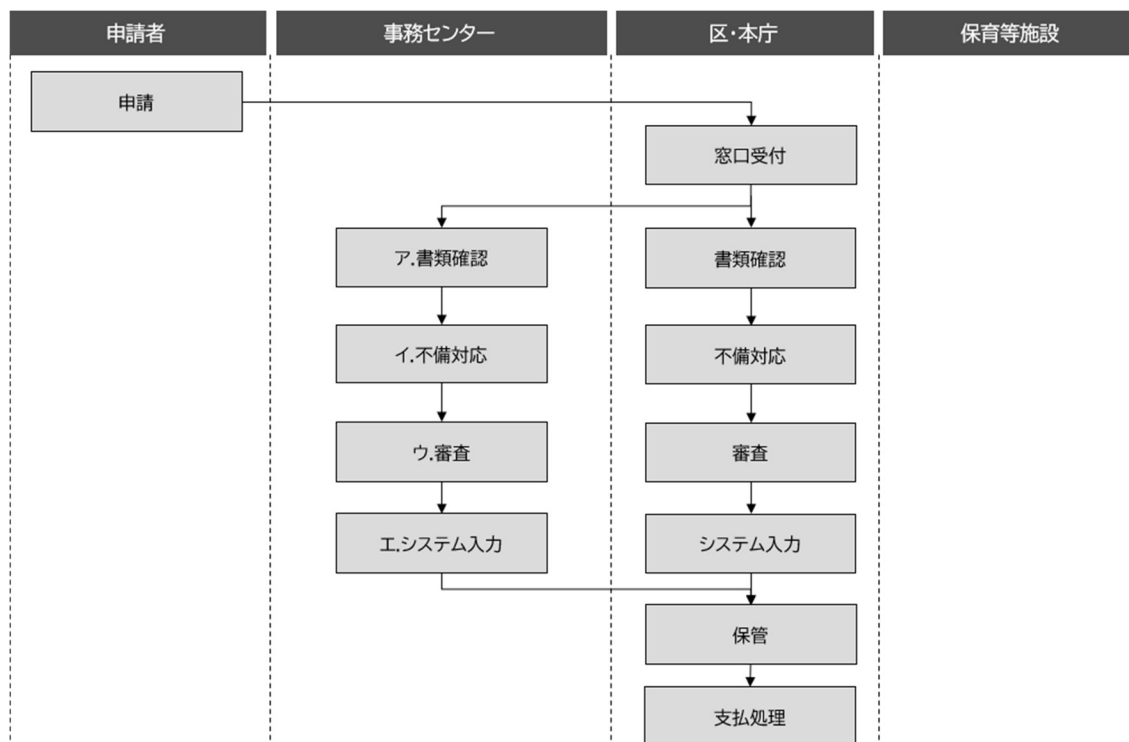 申請者
事務センター
区・本庁
保育等施設
申請
窓口受付
ア.書類確認
書類確認
イ.不備対応
不備対応
ウ.審査
審査
エ.システム入力
システム入力
保管
支払処理